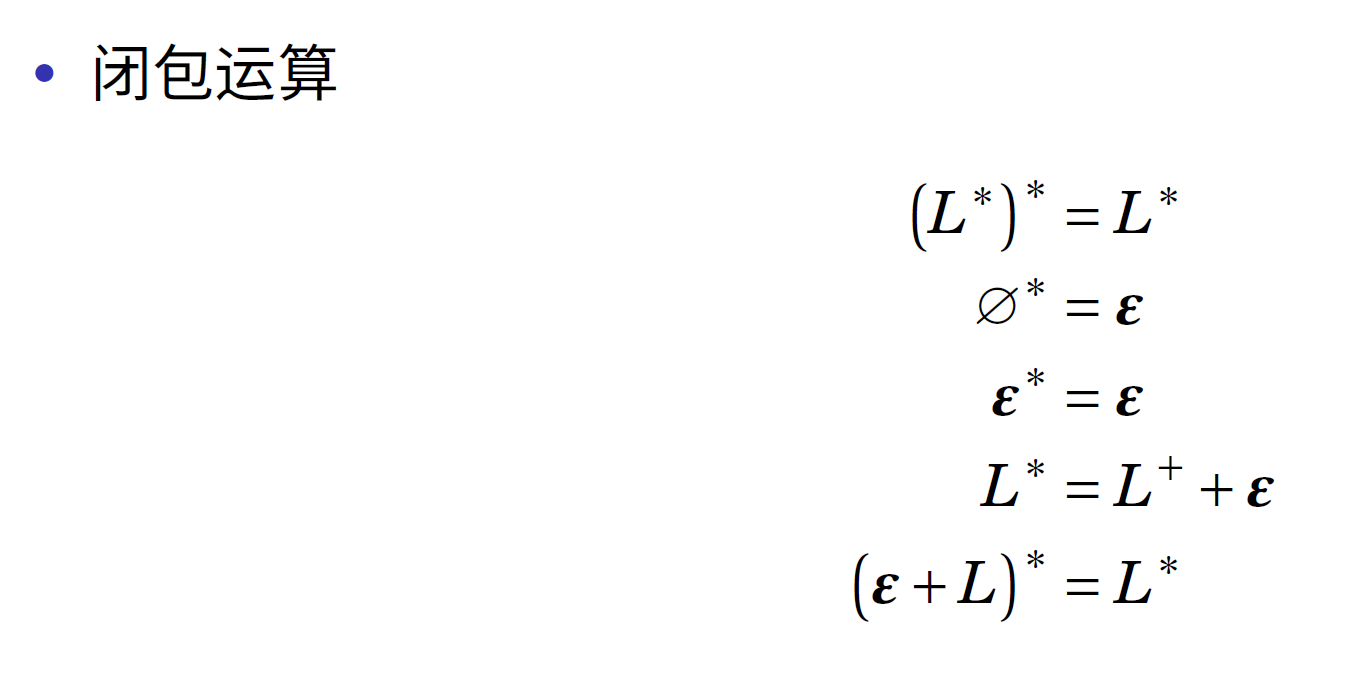 • 闭包运算
(L*)* = L*
∅* = ε
ε* = ε
L* = L⁺ + ε
(ε + L)* = L*